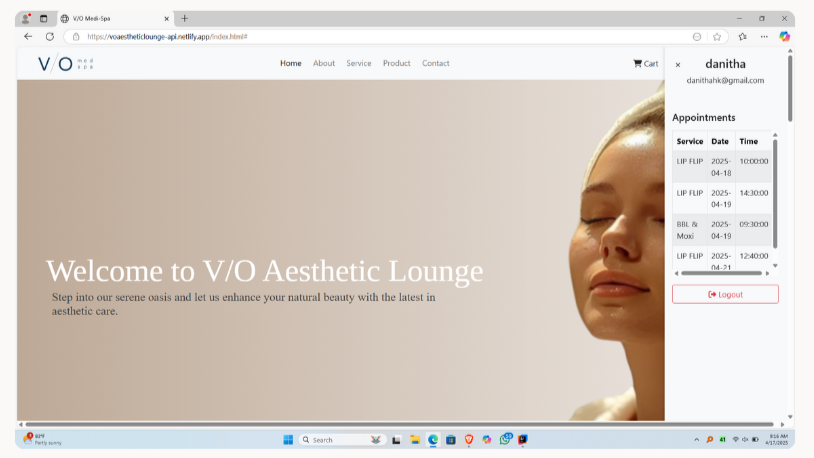 V/O Medi-Spa
https://voaestheticlounge-api.netlify.app/index.html#
V/O med spa
Home About Service Product Contact
Cart
× danitha
danithahk@gmail.com
Appointments
Service Date Time
LIP FLIP 2025-04-18 10:00:00
LIP FLIP 2025-04-19 14:30:00
BBL & Moxi 2025-04-19 09:30:00
LIP FLIP 2025-04-21 12:40:00
Logout
Welcome to V/O Aesthetic Lounge
Step into our serene oasis and let us enhance your natural beauty with the latest in
aesthetic care.
Partly sunny
Search
41
9:16 AM
4/17/2025